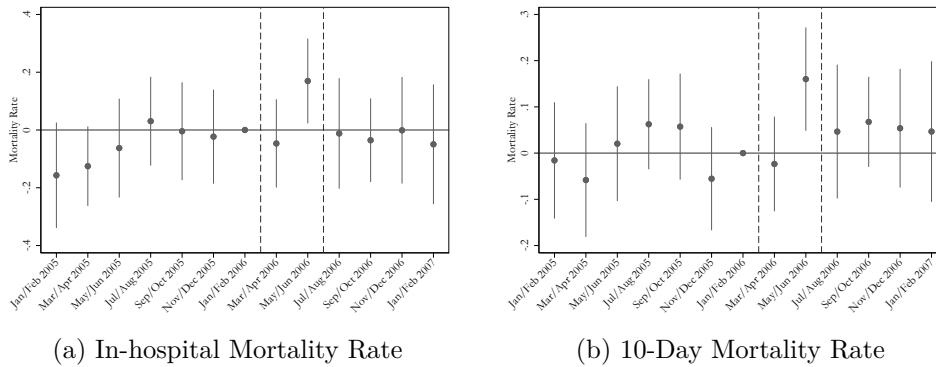 .4
.2
0
-.2
-.4
Mortality Rate
Jan/Feb 2005
Mar/Apr 2005
May/Jun 2005
Jul/Aug 2005
Sep/Oct 2005
Nov/Dec 2005
Jan/Feb 2006
Mar/Apr 2006
May/Jun 2006
Jul/Aug 2006
Sep/Oct 2006
Nov/Dec 2006
Jan/Feb 2007
(a) In-hospital Mortality Rate
.3
.2
.1
0
-.1
-.2
Mortality Rate
Jan/Feb 2005
Mar/Apr 2005
May/Jun 2005
Jul/Aug 2005
Sep/Oct 2005
Nov/Dec 2005
Jan/Feb 2006
Mar/Apr 2006
May/Jun 2006
Jul/Aug 2006
Sep/Oct 2006
Nov/Dec 2006
Jan/Feb 2007
(b) 10-Day Mortality Rate